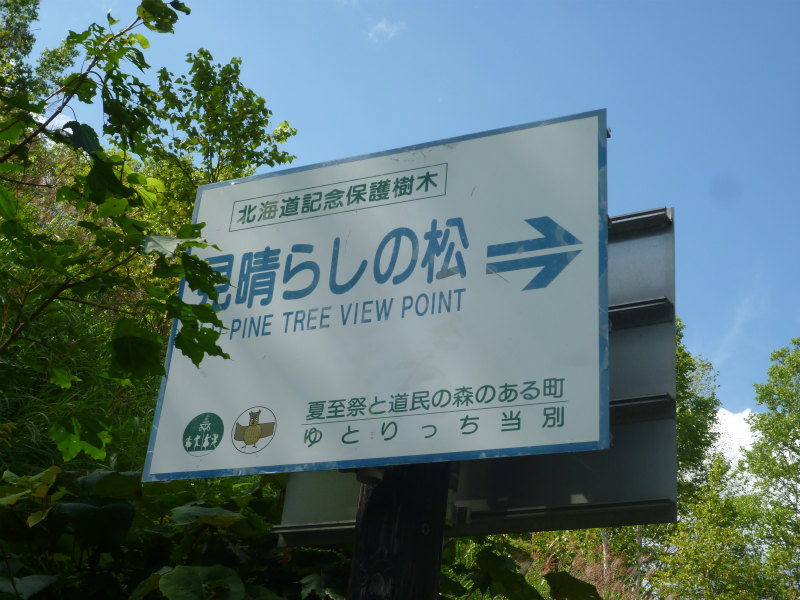 北海道記念保護樹木
見晴らしの松
PINE TREE VIEW POINT
夏至祭と道民の森のある町
ゆとりっち当別